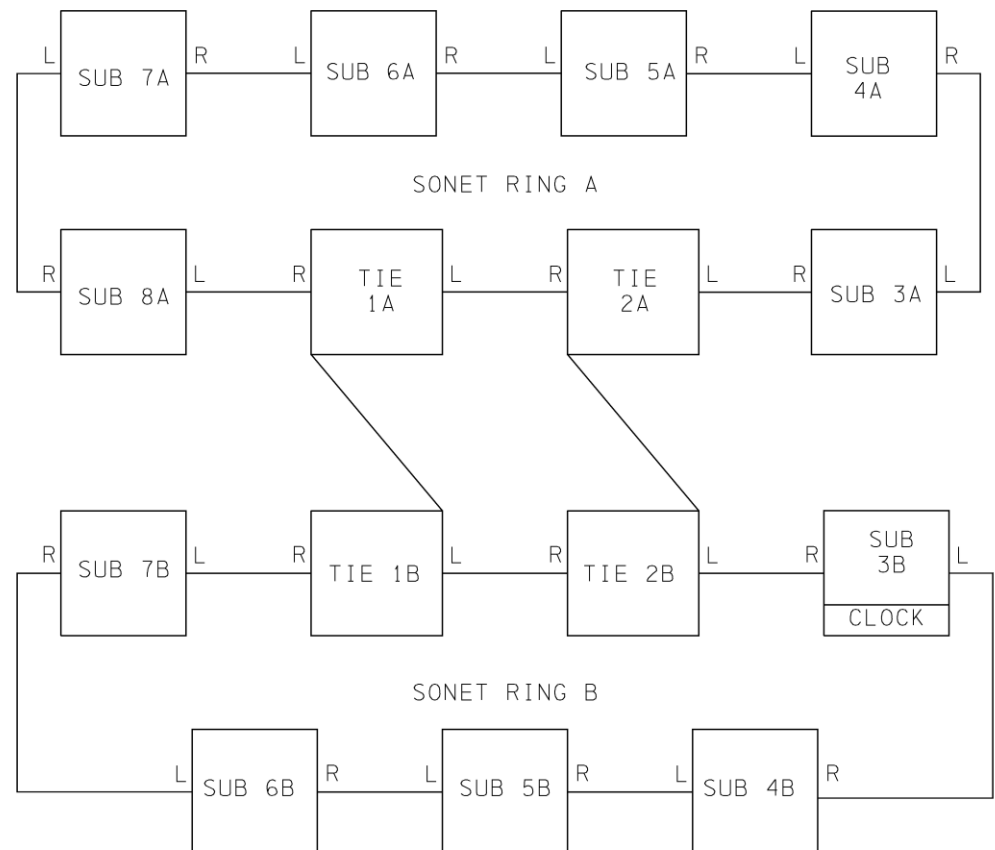 L
SUB 7A
R
L
SUB 6A
R
L
SUB 5A
R
L
SUB
4A
R
SONET RING A
R
SUB 8A
L
R
TIE
1A
L
R
TIE
2A
L
R
SUB 3A
L
R
SUB 7B
L
R
TIE 1B
L
R
TIE 2B
L
R
SUB
3B
CLOCK
L
SONET RING B
L
SUB 6B
R
L
SUB 5B
R
L
SUB 4B
R